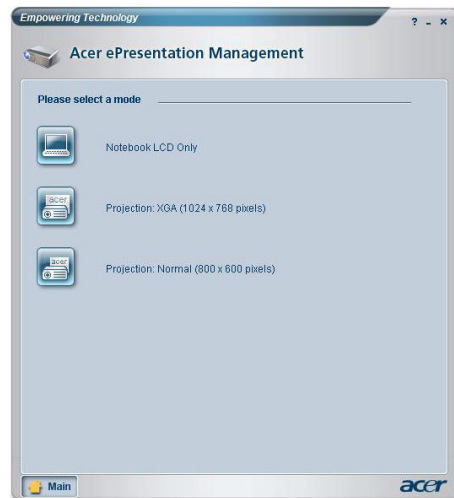 Empowering Technology
? - ×
Acer ePresentation Management
Please select a mode
Notebook LCD Only
acer
Projection: XGA (1024 x 768 pixels)
acer
Projection: Normal (800 x 600 pixels)
Main
acer